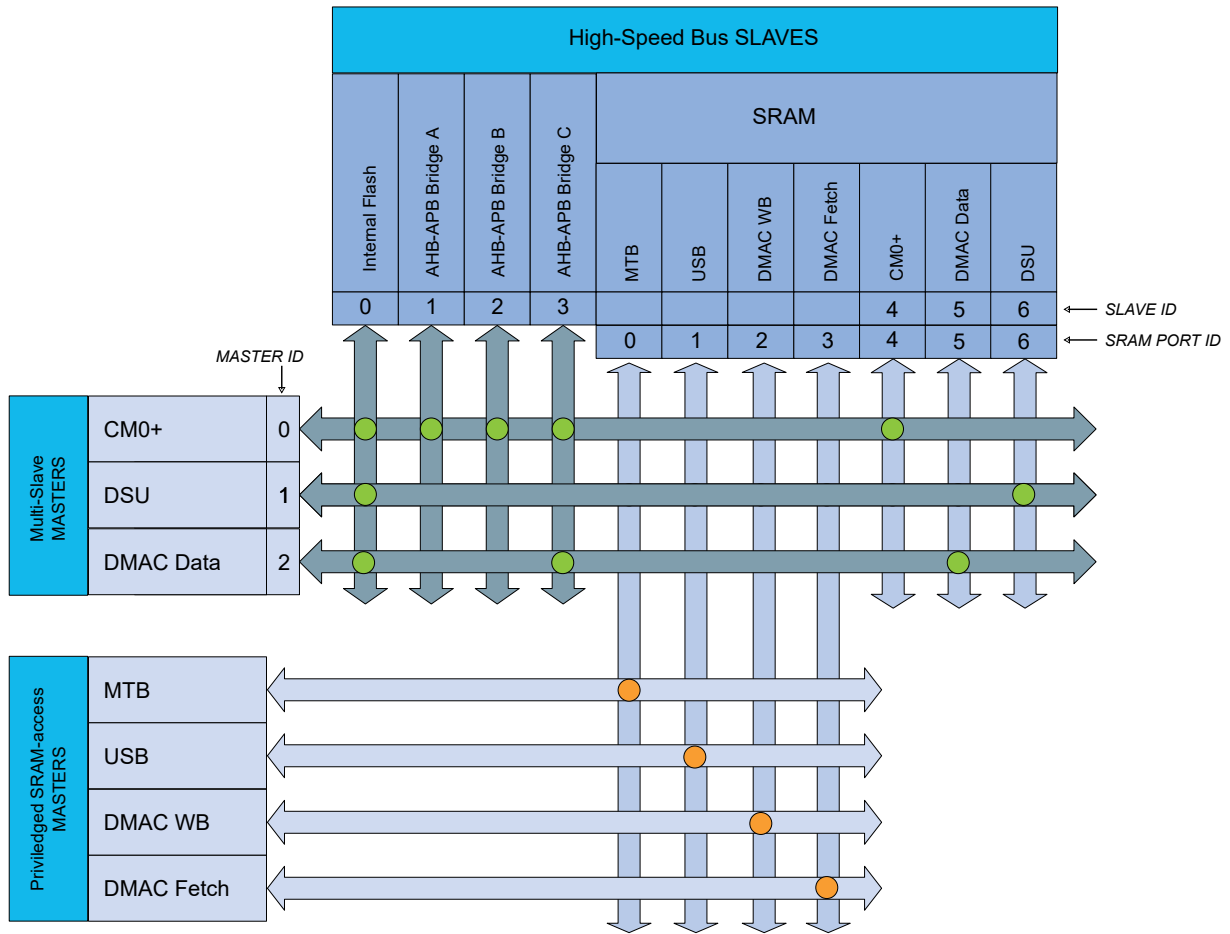 High-Speed Bus SLAVES
SRAM
Internal Flash
AHB-APB Bridge A
AHB-APB Bridge B
AHB-APB Bridge C
MTB
USB
DMAC WB
DMAC Fetch
CM0+
DMAC Data
DSU
0 1 2 3 4 5 6 SLAVE ID
0 1 2 3 4 5 6 SRAM PORT ID
MASTER ID
Multi-Slave
MASTERS
CM0+ 0
DSU 1
DMAC Data 2
Priviledged SRAM-access
MASTERS
MTB
USB
DMAC WB
DMAC Fetch